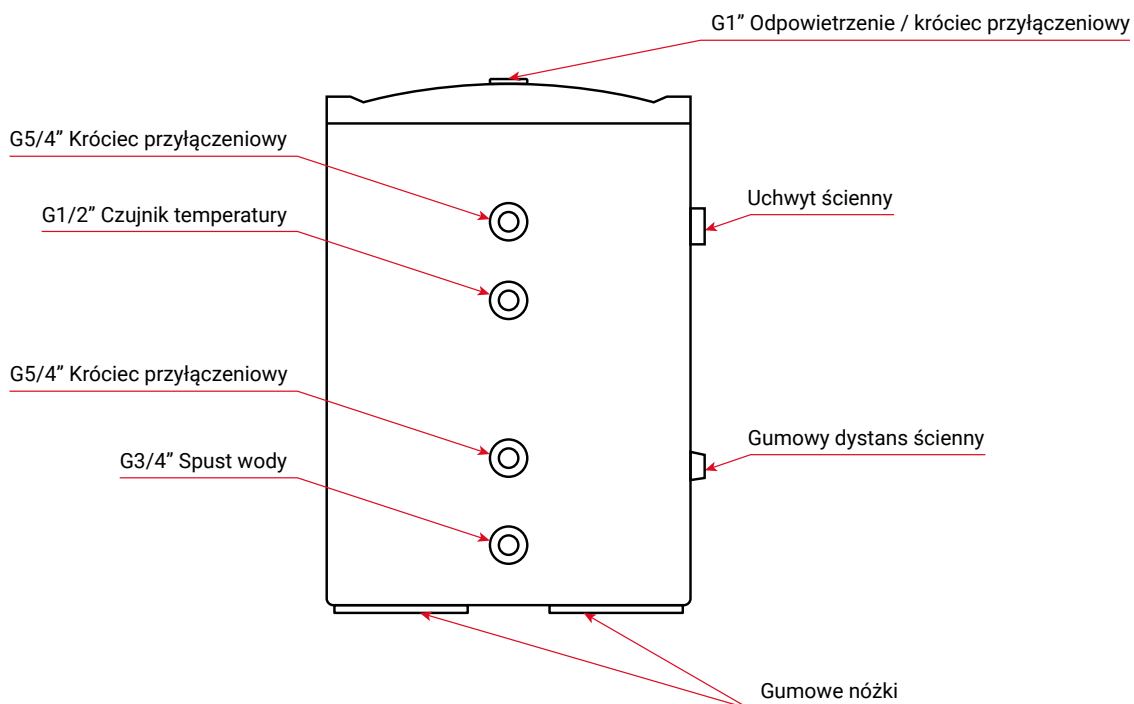 G1” Odpowietrzenie / króciec przyłączeniowy
G5/4” Króciec przyłączeniowy
Uchwyt ścienny
G1/2” Czujnik temperatury
G5/4” Króciec przyłączeniowy
Gumowy dystans ścienny
G3/4” Spust wody
Gumowe nóżki